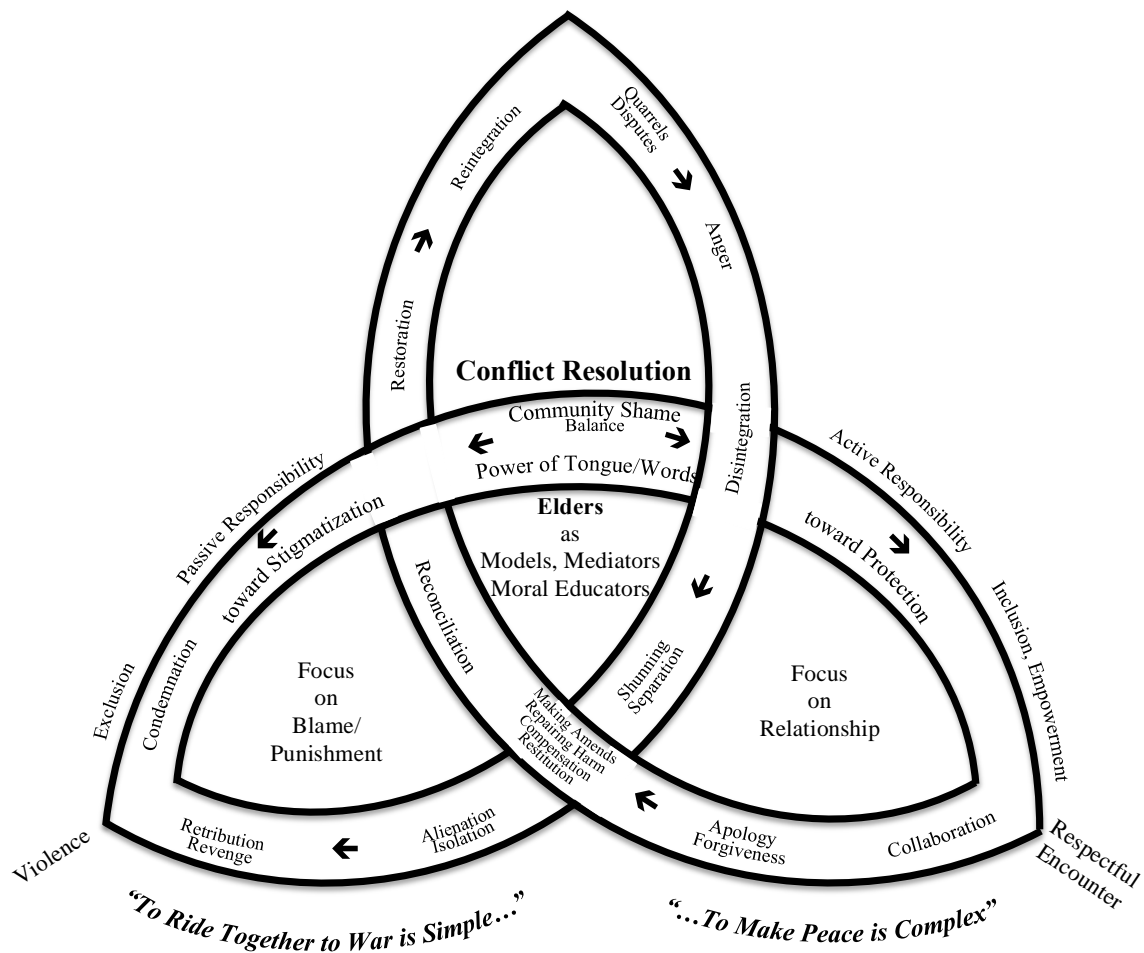 Quarrels
Disputes
Anger
Disintegration
Reintegration
Restoration
Conflict Resolution
Community Shame
Balance
Power of Tongue/Words
Elders
as
Models, Mediators
Moral Educators
Passive Responsibility
toward Stigmatization
Exclusion
Condemnation
Violence
Focus
on
Blame/
Punishment
Retribution
Revenge
Alienation
Isolation
Reconciliation
Shunning
Separation
Making Amends
Repairing Harm
Compensation
Restitution
Active Responsibility
toward Protection
Inclusion, Empowerment
Focus
on
Relationship
Apology
Forgiveness
Collaboration
Respectful
Encounter
“To Ride Together to War is Simple…”
“…To Make Peace is Complex”